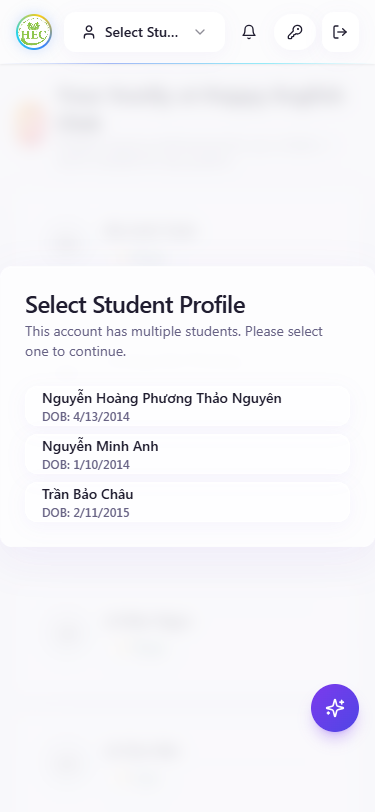 HEC
Select Stu...
Select Student Profile
This account has multiple students. Please select
one to continue.
Nguyễn Hoàng Phương Thảo Nguyên
DOB: 4/13/2014
Nguyễn Minh Anh
DOB: 1/10/2014
Trần Bảo Châu
DOB: 2/11/2015